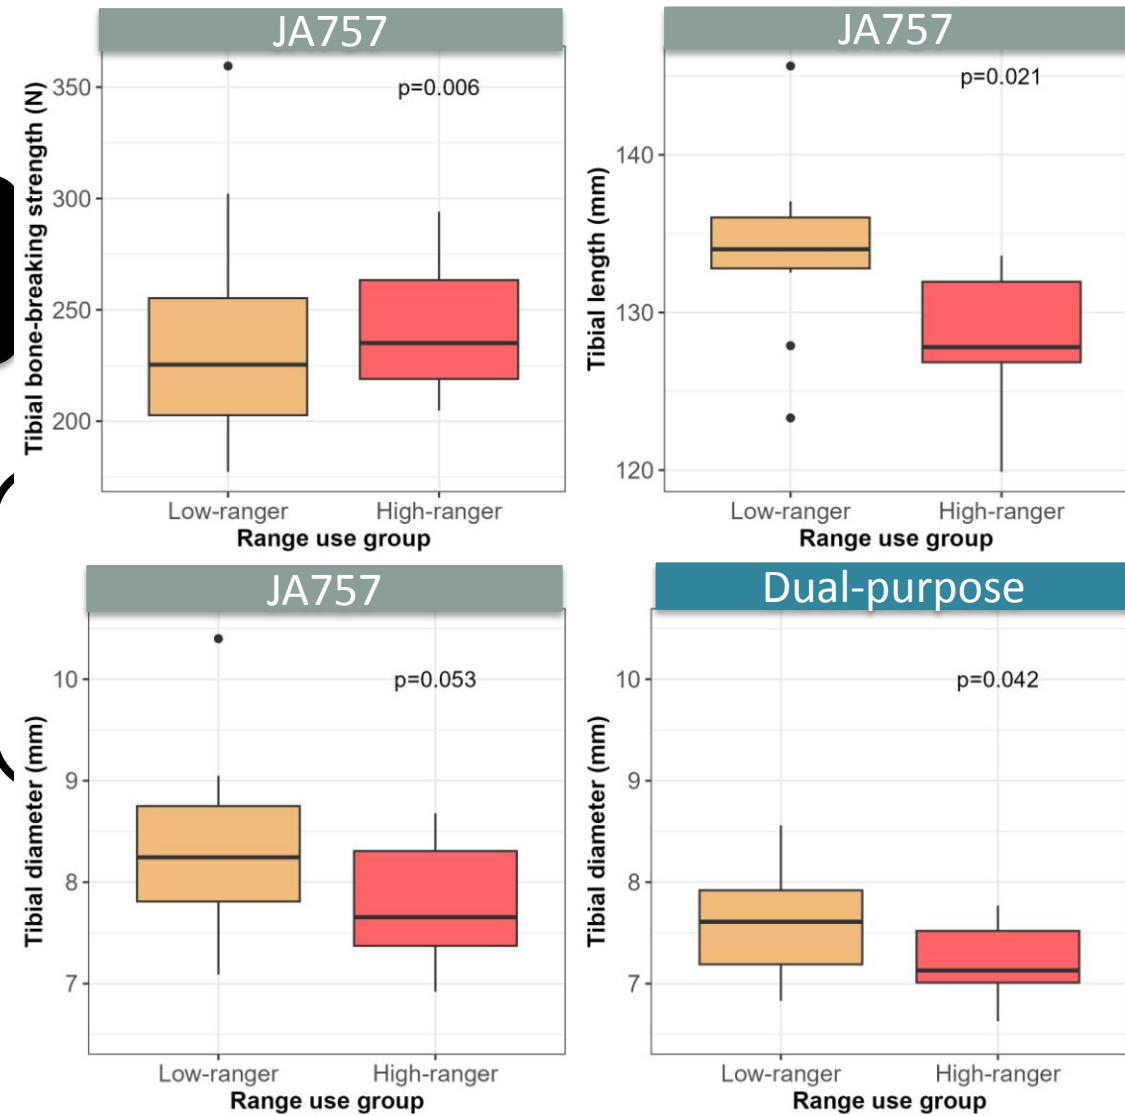 JA757
Tibial bone-breaking strength (N)
350
300
250
200
p=0.006
Low-ranger High-ranger
Range use group
JA757
Tibial length (mm)
140
130
120
p=0.021
Low-ranger High-ranger
Range use group
JA757
Tibial diameter (mm)
10
9
8
7
p=0.053
Low-ranger High-ranger
Range use group
Dual-purpose
Tibial diameter (mm)
10
9
8
7
p=0.042
Low-ranger High-ranger
Range use group